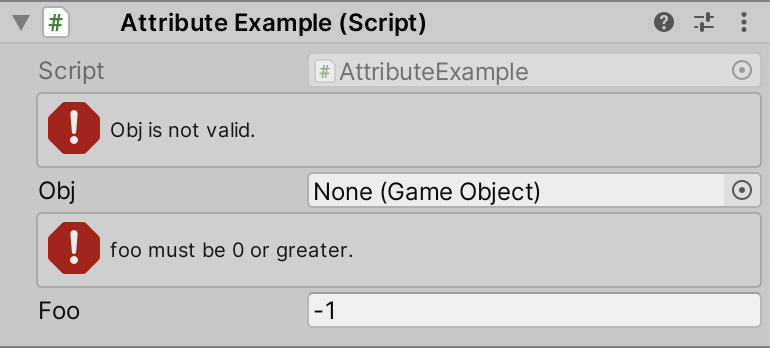 # Attribute Example (Script)
Script # AttributeExample
Obj is not valid.
Obj None (Game Object)
foo must be 0 or greater.
Foo -1